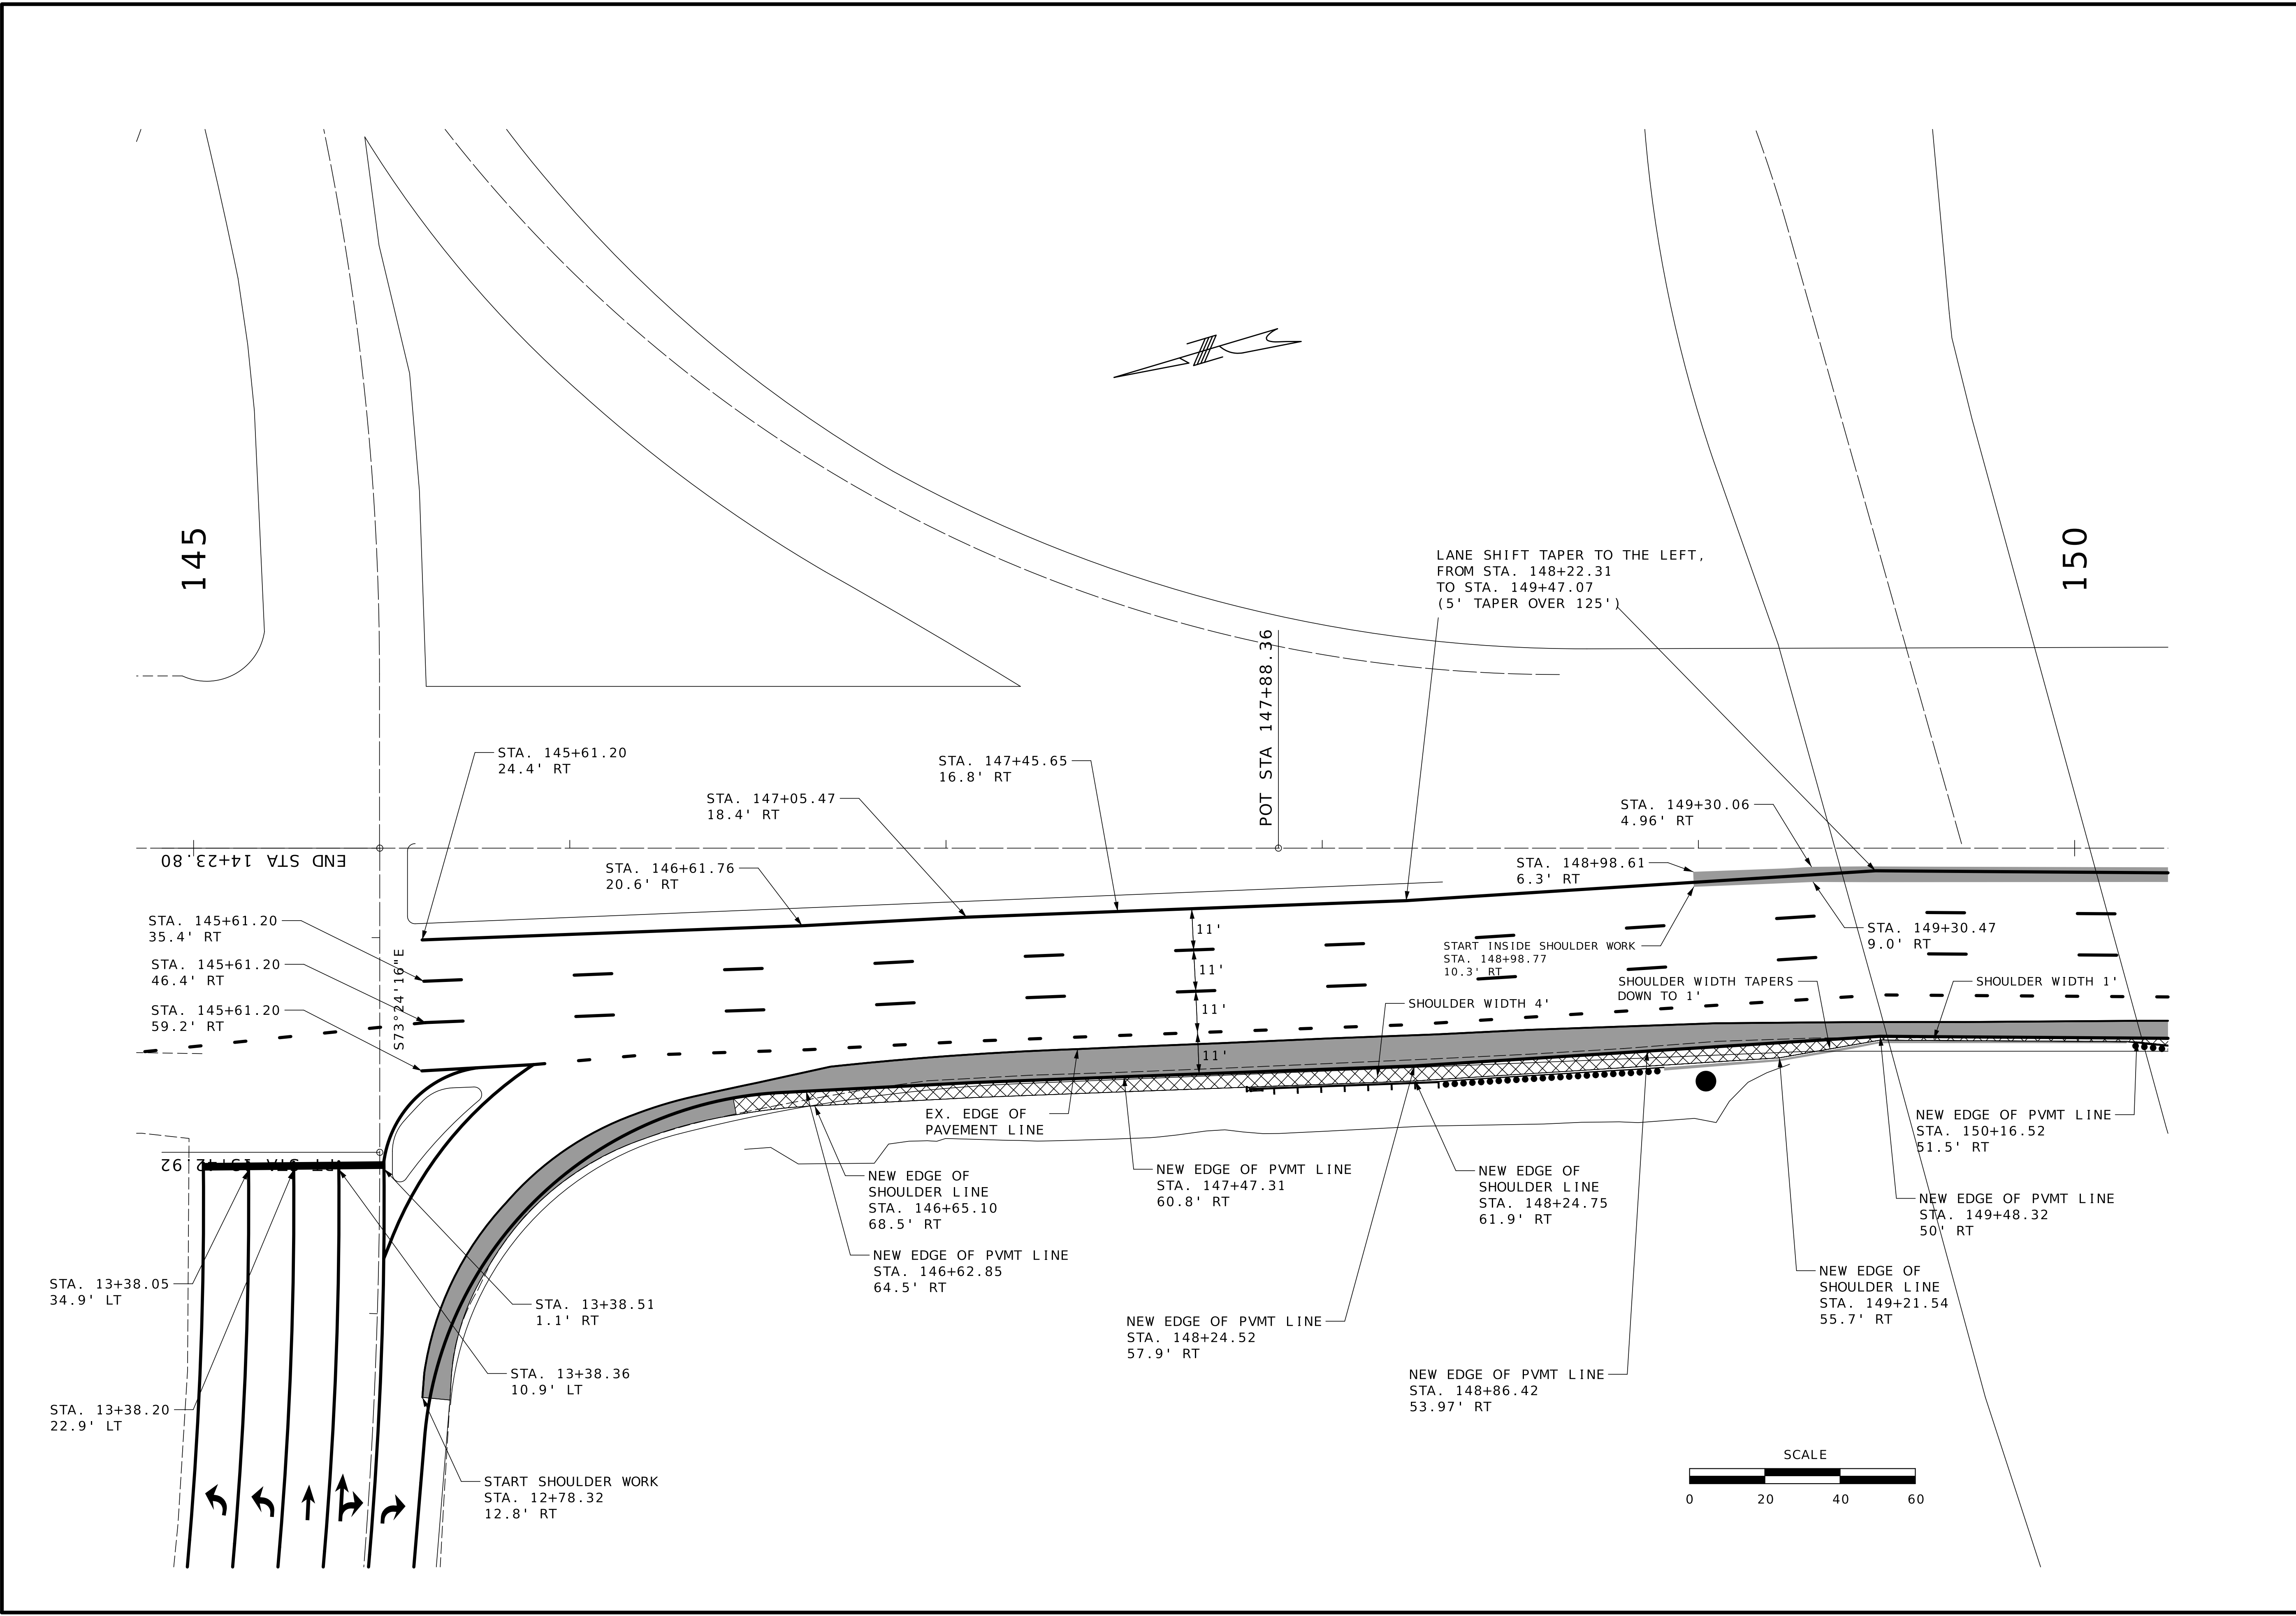 145
150
LANE SHIFT TAPER TO THE LEFT,
FROM STA. 148+22.31
TO STA. 149+47.07
(5' TAPER OVER 125')
POT STA 147+88.36
STA. 145+61.20
24.4' RT
STA. 147+45.65
16.8' RT
STA. 147+05.47
18.4' RT
STA. 149+30.06
4.96' RT
END STA 14+23.80
STA. 146+61.76
20.6' RT
STA. 148+98.61
6.3' RT
STA. 145+61.20
35.4' RT
STA. 149+30.47
9.0' RT
11'
START INSIDE SHOULDER WORK
STA. 148+98.77
10.3' RT
STA. 145+61.20
46.4' RT
S73°24'16"E
11'
SHOULDER WIDTH TAPERS
DOWN TO 1'
SHOULDER WIDTH 1'
SHOULDER WIDTH 4'
STA. 145+61.20
59.2' RT
11'
11'
EX. EDGE OF
PAVEMENT LINE
NEW EDGE OF PVMT LINE
STA. 150+16.52
51.5' RT
STA 13+42.92
NEW EDGE OF
SHOULDER LINE
STA. 146+65.10
68.5' RT
NEW EDGE OF PVMT LINE
STA. 147+47.31
60.8' RT
NEW EDGE OF
SHOULDER LINE
STA. 148+24.75
61.9' RT
NEW EDGE OF PVMT LINE
STA. 149+48.32
50' RT
NEW EDGE OF PVMT LINE
STA. 146+62.85
64.5' RT
STA. 13+38.05
34.9' LT
STA. 13+38.51
1.1' RT
NEW EDGE OF
SHOULDER LINE
STA. 149+21.54
55.7' RT
NEW EDGE OF PVMT LINE
STA. 148+24.52
57.9' RT
STA. 13+38.36
10.9' LT
NEW EDGE OF PVMT LINE
STA. 148+86.42
53.97' RT
STA. 13+38.20
22.9' LT
START SHOULDER WORK
STA. 12+78.32
12.8' RT
SCALE
0 20 40 60